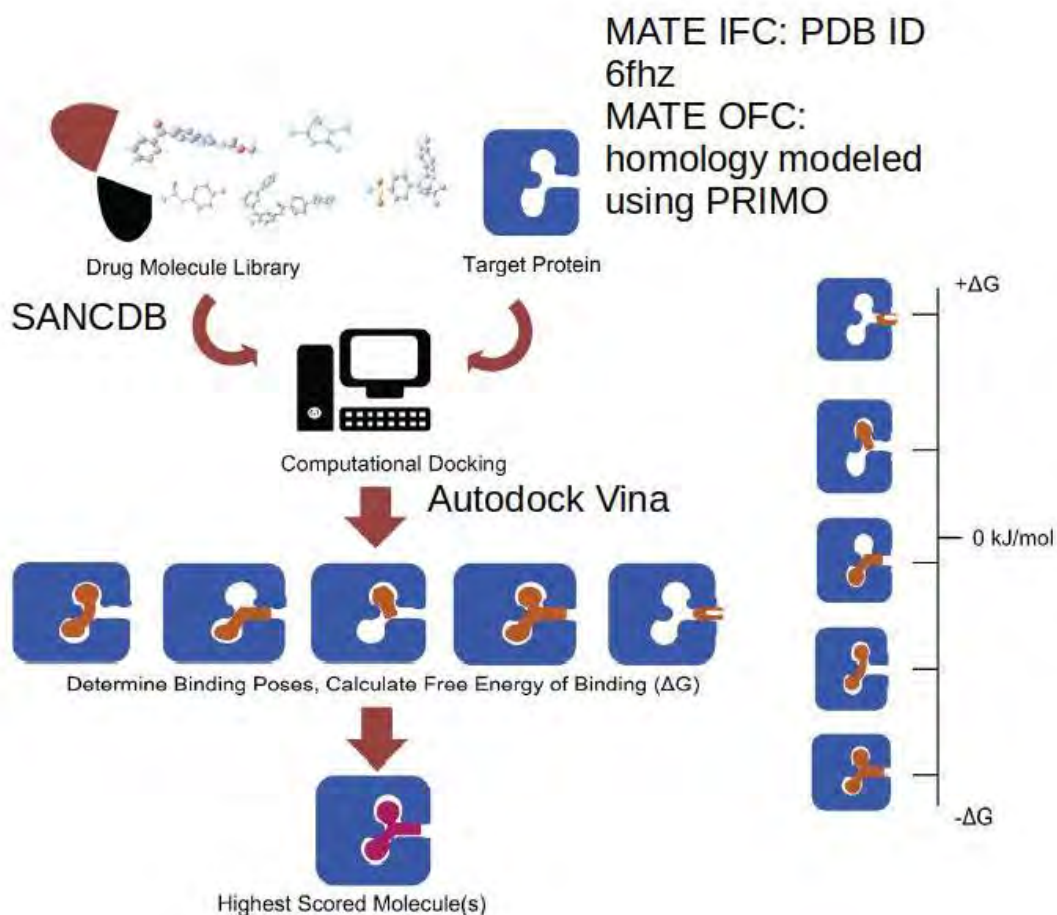 MATE IFC: PDB ID
6fhz
MATE OFC:
homology modeled
using PRIMO
Drug Molecule Library
Target Protein
SANCDB
Computational Docking
Autodock Vina
Determine Binding Poses, Calculate Free Energy of Binding (ΔG)
Highest Scored Molecule(s)
+ΔG
0 kJ/mol
-ΔG